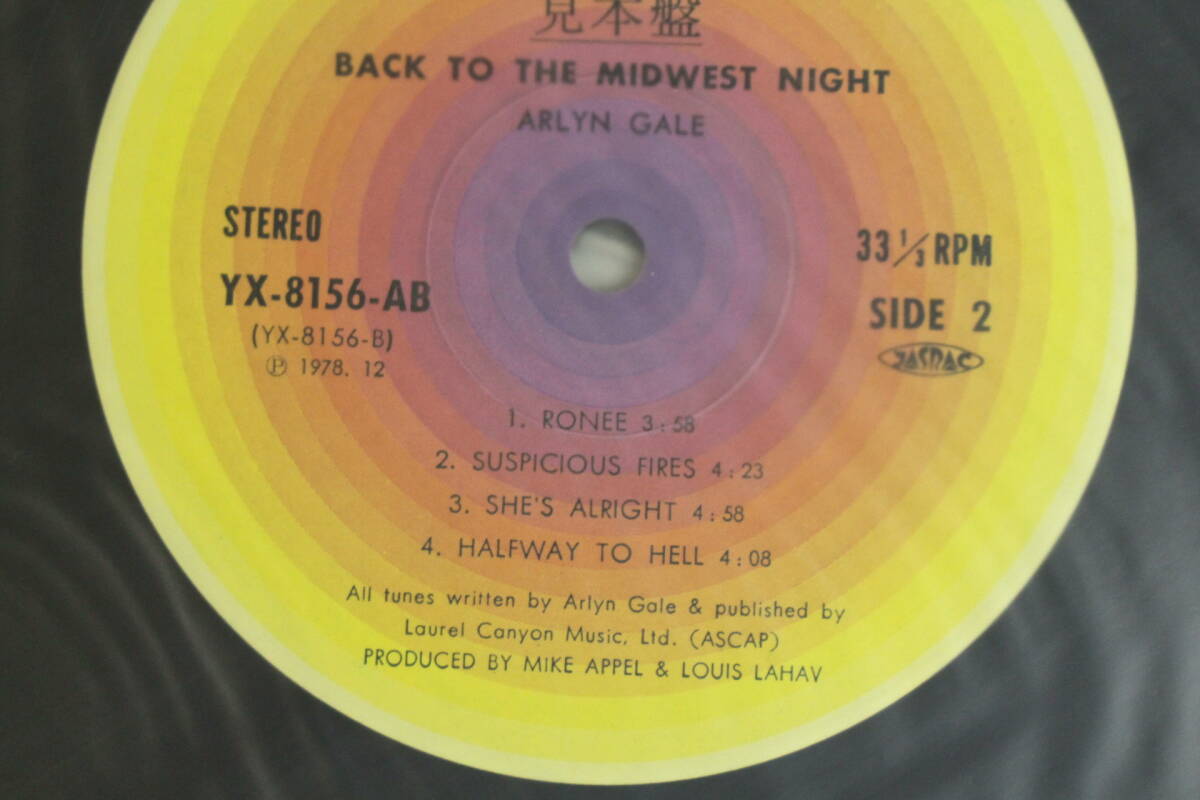 見本盤
BACK TO THE MIDWEST NIGHT
ARLYN GALE
STEREO
YX-8156-AB
(YX-8156-B)
Ⓟ 1978. 12
33 1/3 RPM
SIDE 2
JASRAC
1. RONEE 3:58
2. SUSPICIOUS FIRES 4:23
3. SHE'S ALRIGHT 4:58
4. HALFWAY TO HELL 4:08
All tunes written by Arlyn Gale & published by
Laurel Canyon Music, Ltd. (ASCAP)
PRODUCED BY MIKE APPEL & LOUIS LAHAV